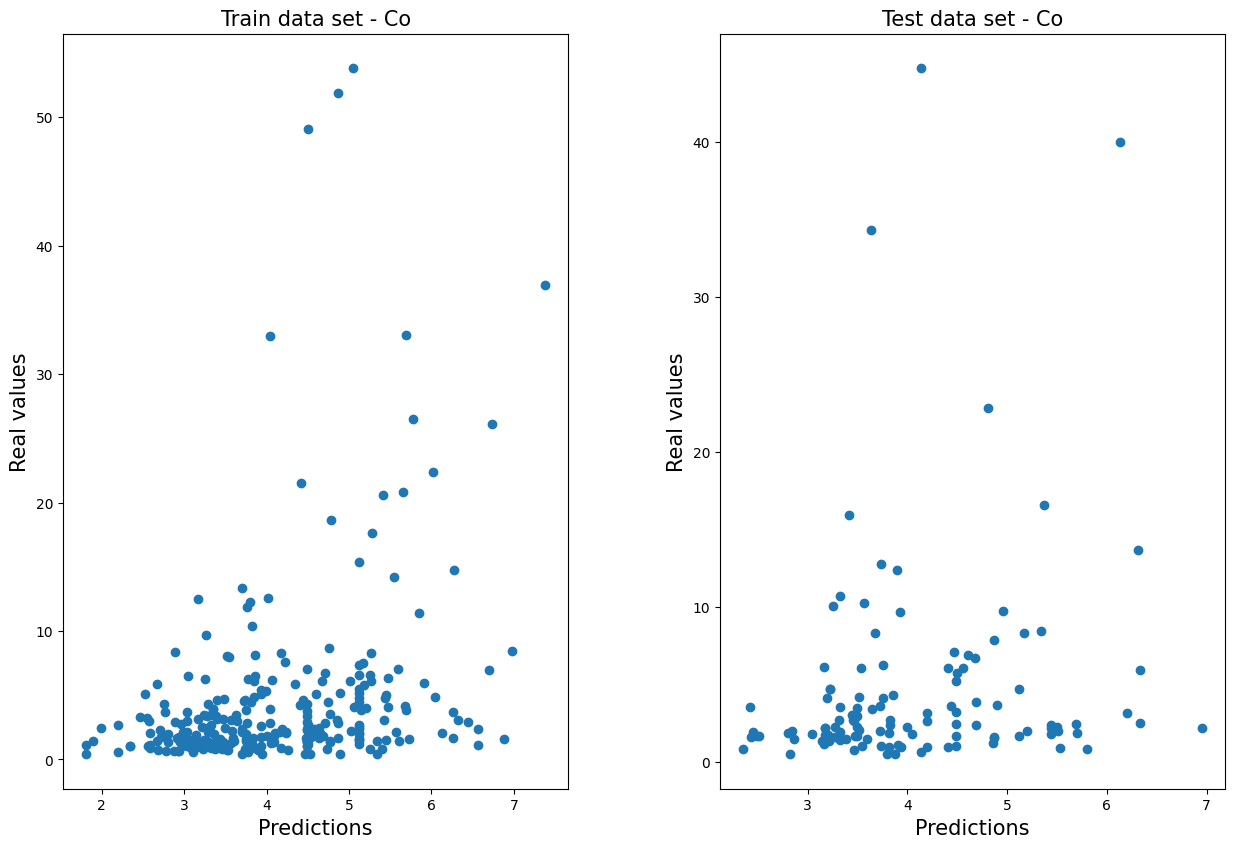 Train data set - Co
Test data set - Co
50
40
30
20
10
0
Real values
2 3 4 5 6 7
Predictions
40
30
20
10
0
Real values
3 4 5 6 7
Predictions